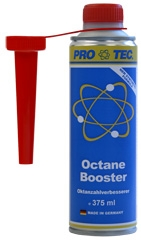 PRO TEC
Octane
Booster
Oktanzahlverbesserer
375 ml
MADE IN GERMANY